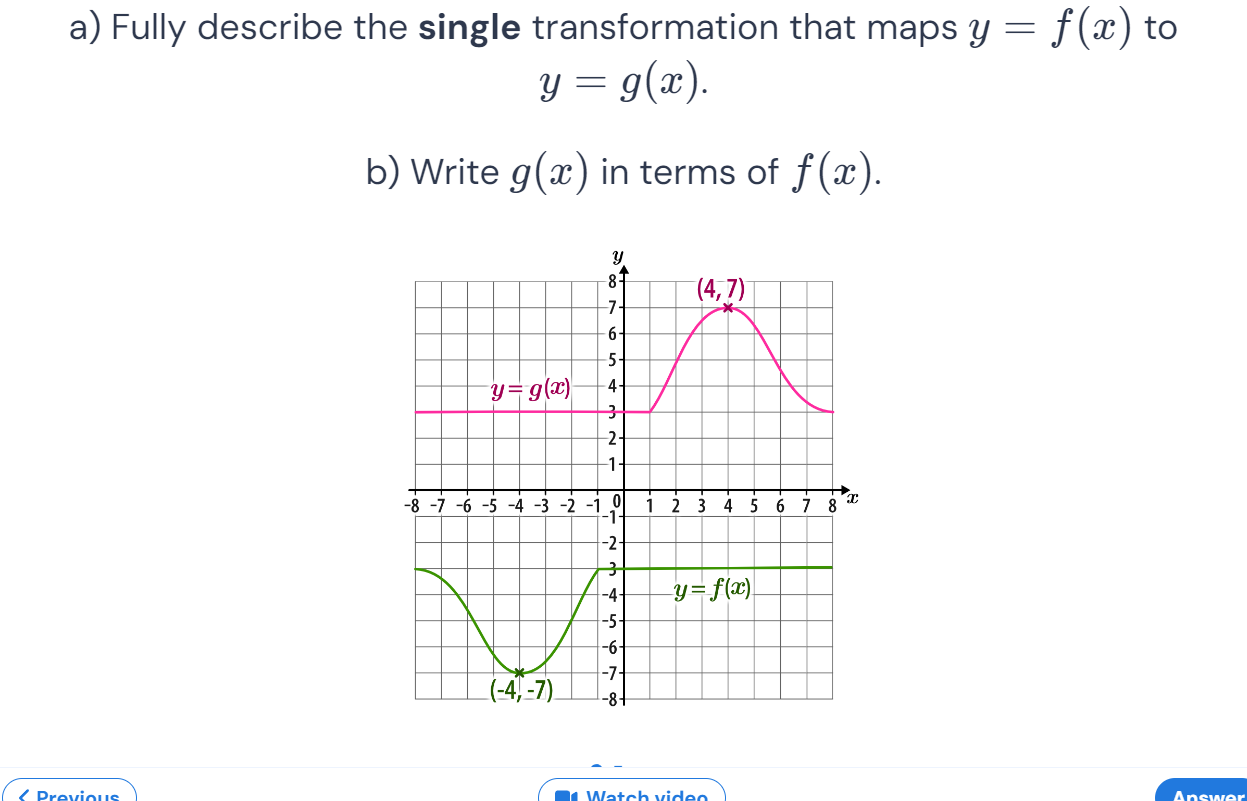 a) Fully describe the single transformation that maps y = f(x) to
y = g(x).
b) Write g(x) in terms of f(x).
y
8
(4, 7)
7
6
5
y = g(x)
4
3
2
1
-8 -7 -6 -5 -4 -3 -2 -1 0 1 2 3 4 5 6 7 8 x
-1
-2
-3
y = f(x)
-4
-5
-6
-7
(-4, -7)
-8
Previous
Watch video
Answer